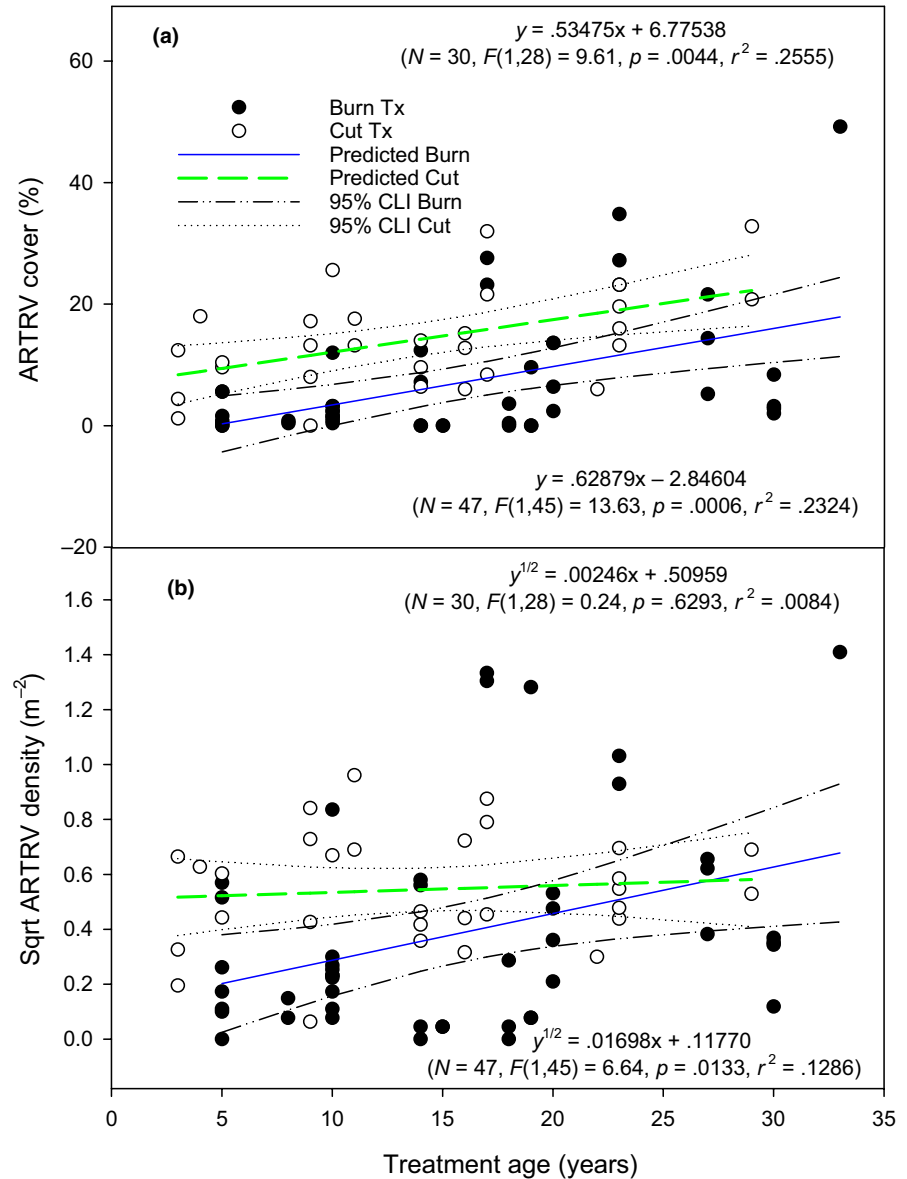 (a)
y = .53475x + 6.77538
(N = 30, F(1,28) = 9.61, p = .0044, r² = .2555)
60
Burn Tx
Cut Tx
Predicted Burn
Predicted Cut
95% CLI Burn
95% CLI Cut
40
ARTRV cover (%)
20
0
y = .62879x – 2.84604
(N = 47, F(1,45) = 13.63, p = .0006, r² = .2324)
–20
(b)
y^1/2 = .00246x + .50959
(N = 30, F(1,28) = 0.24, p = .6293, r² = .0084)
1.6
1.4
1.2
1.0
Sqrt ARTRV density (m⁻²)
0.8
0.6
0.4
0.2
0.0
y^1/2 = .01698x + .11770
(N = 47, F(1,45) = 6.64, p = .0133, r² = .1286)
0 5 10 15 20 25 30 35
Treatment age (years)